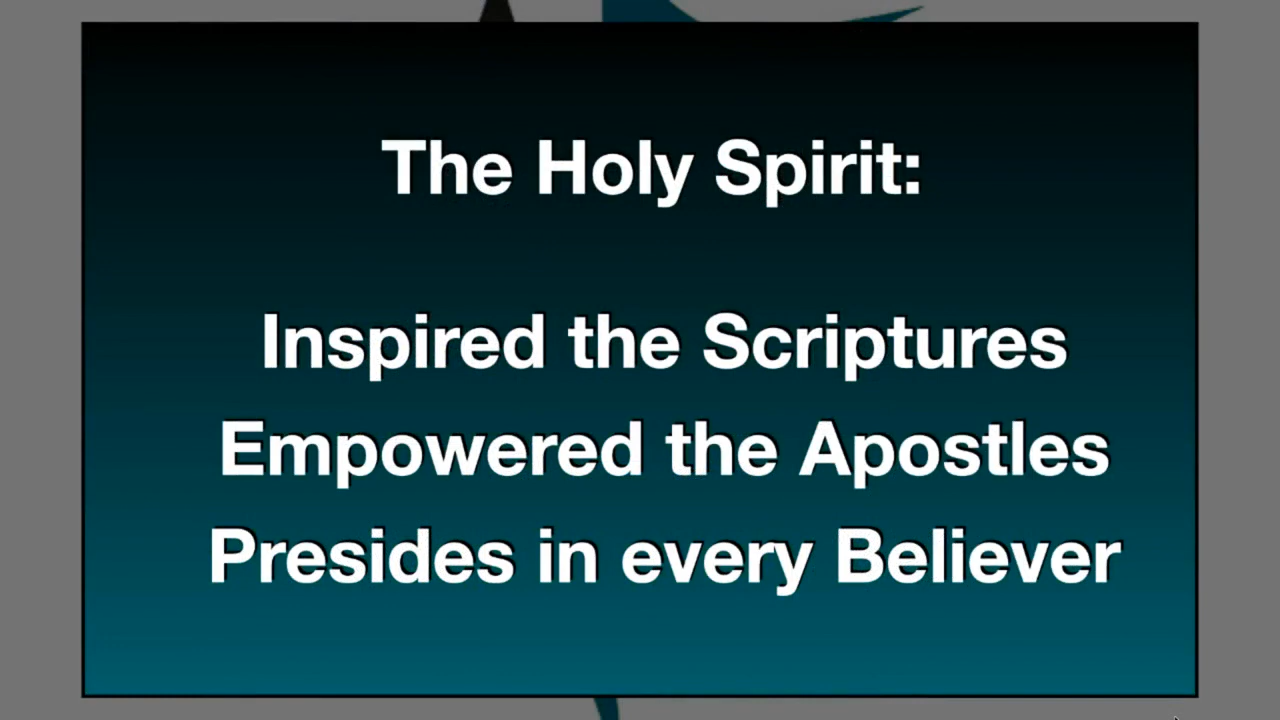 The Holy Spirit:
Inspired the Scriptures
Empowered the Apostles
Presides in every Believer